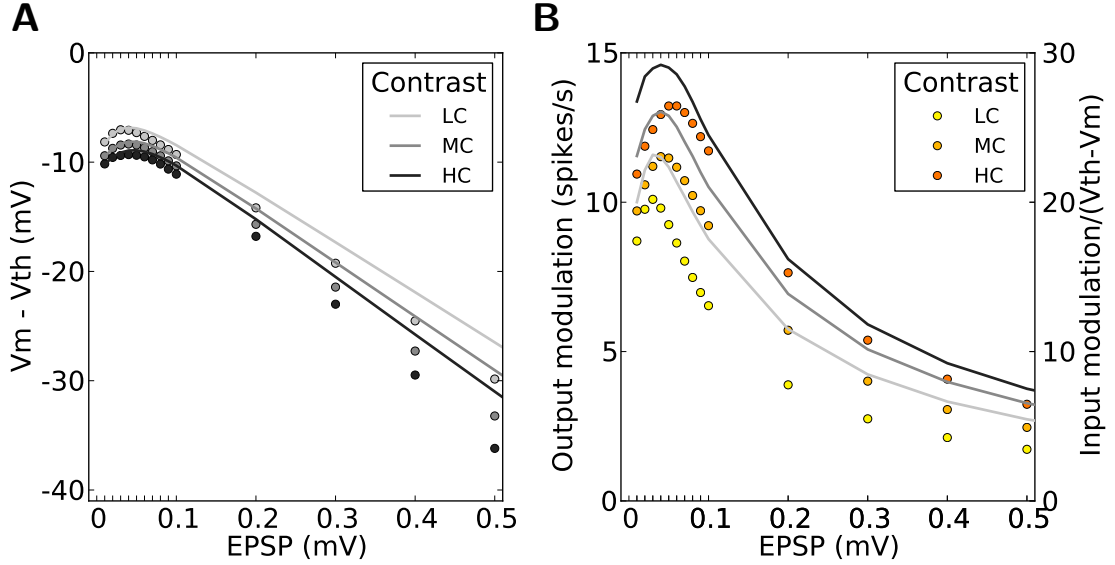 A
0
-10
-20
-30
-40
Vm - Vth (mV)
Contrast
LC
MC
HC
0 0.1 0.2 0.3 0.4 0.5
EPSP (mV)
B
15
10
5
0
Output modulation (spikes/s)
Contrast
LC
MC
HC
30
20
10
0
Input modulation/(Vth-Vm)
0 0.1 0.2 0.3 0.4 0.5
EPSP (mV)